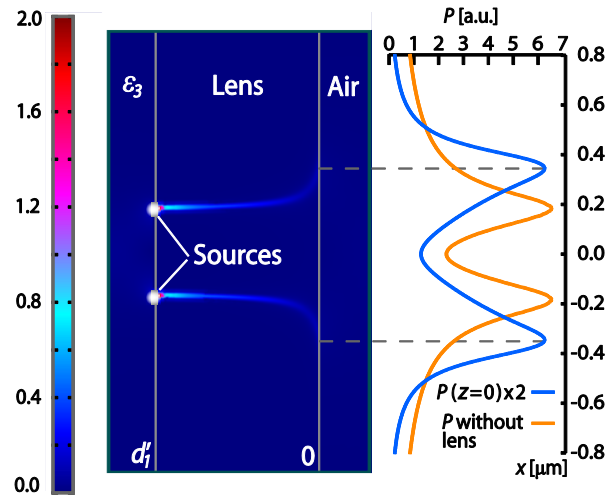 2.0
1.6
1.2
0.8
0.4
0.0
ε3
Lens
Air
Sources
d′1
0
P [a.u.]
0 1 2 3 4 5 6 7
0.8
0.6
0.4
0.2
0.0
-0.2
-0.4
-0.6
-0.8
P (z=0) x2
P without
lens
x [μm]